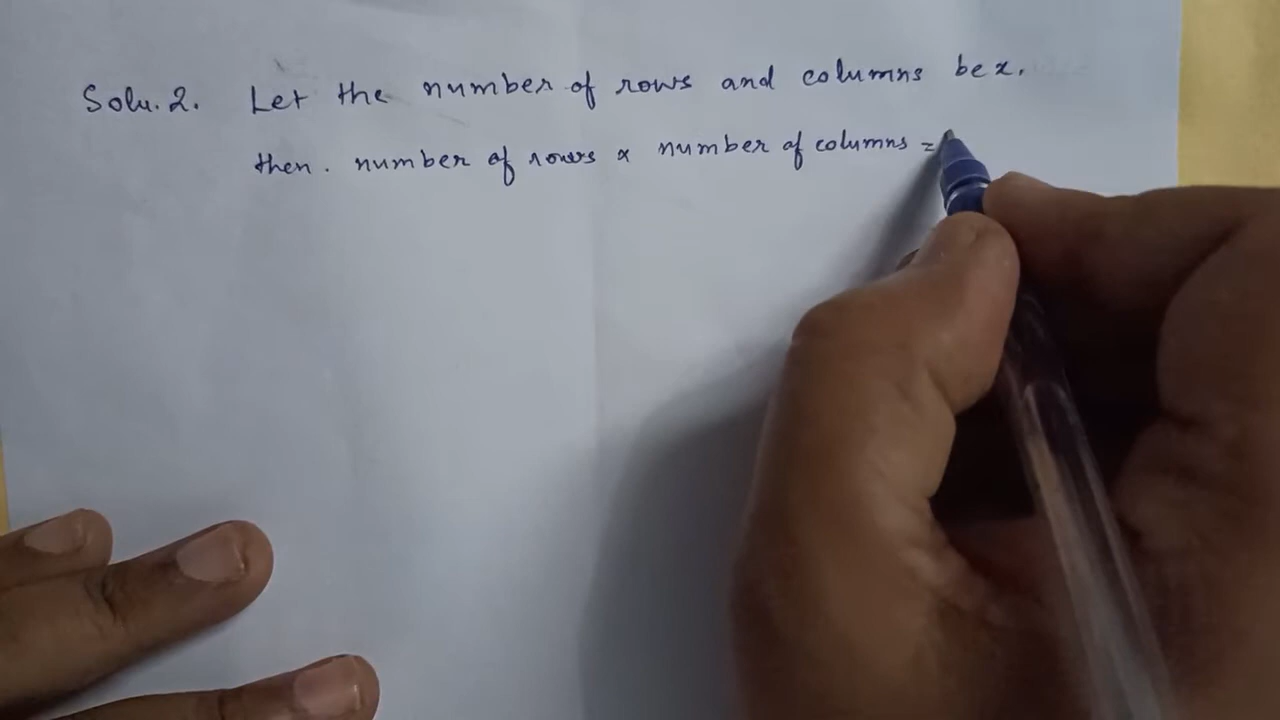 Solu. 2. Let the number of rows and columns be x.
then. number of rows x number of columns =